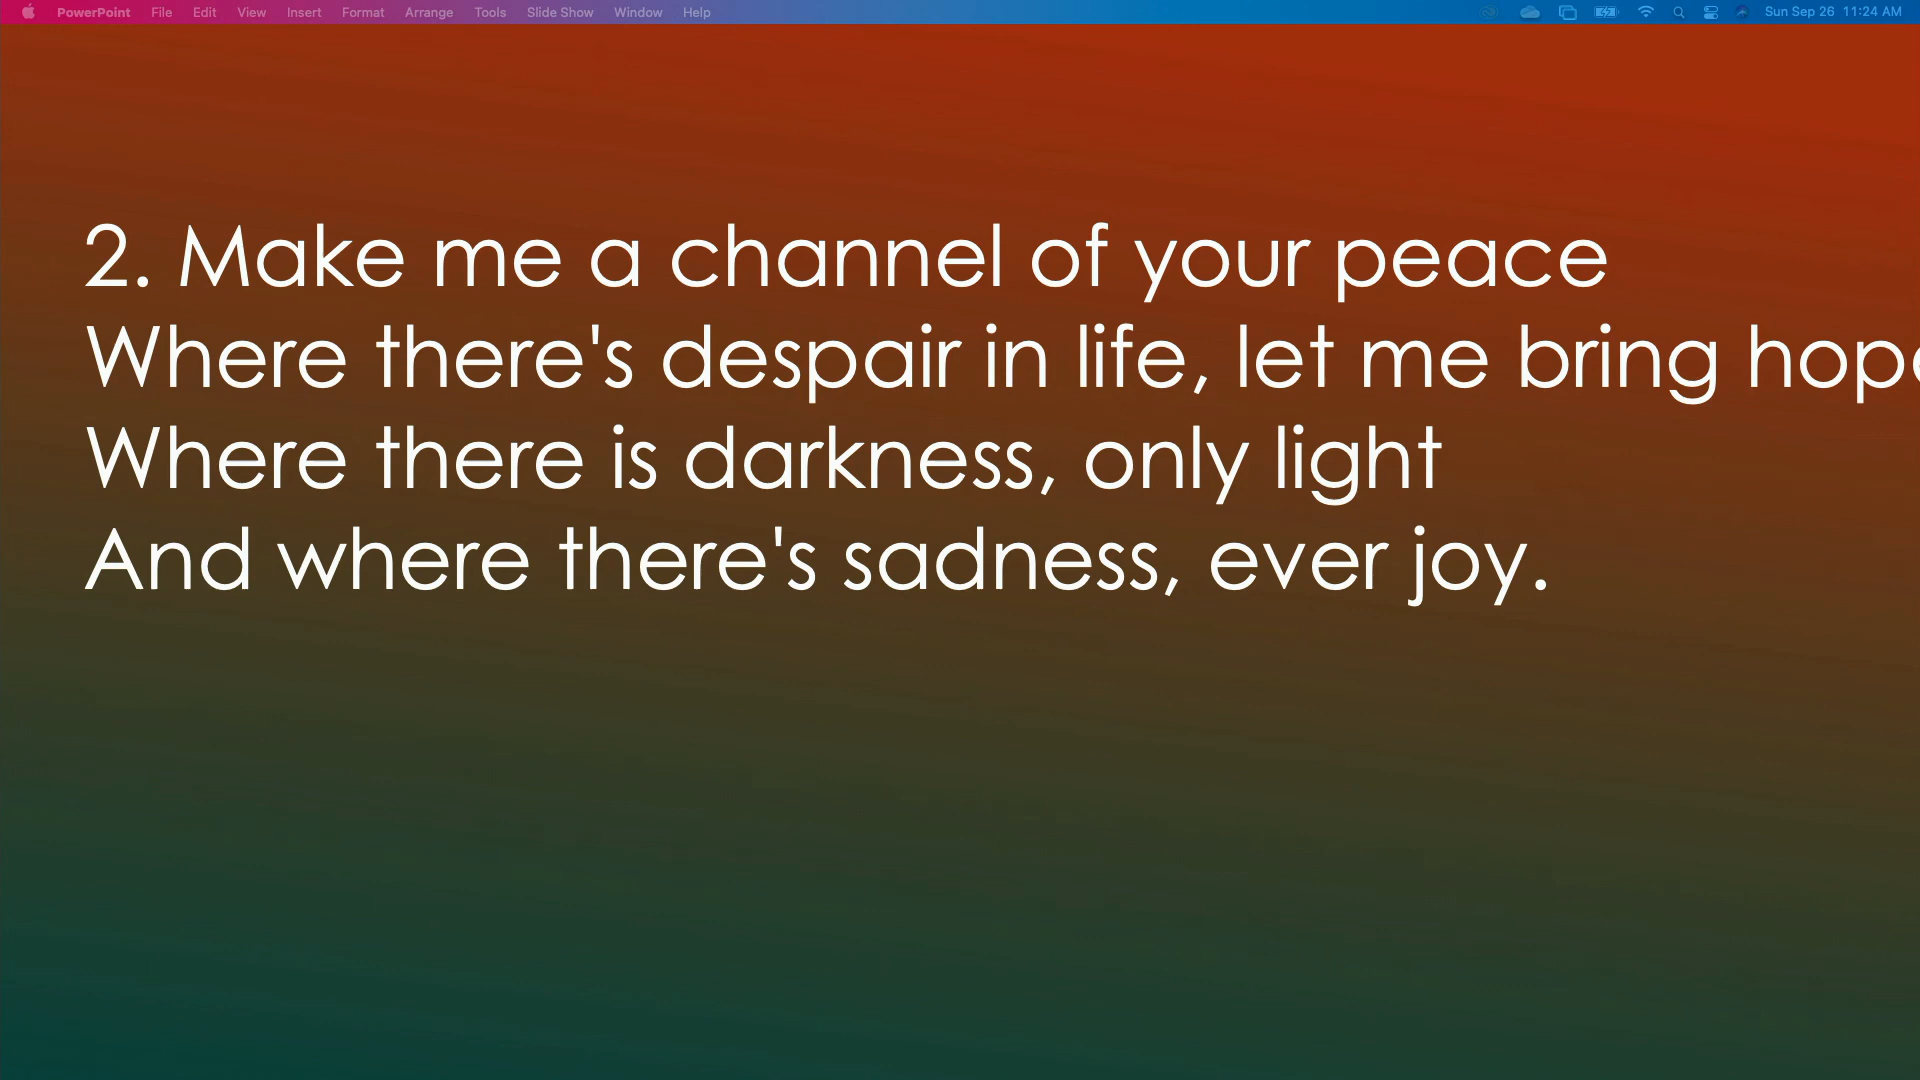 PowerPoint File Edit View Insert Format Arrange Tools Slide Show Window Help Sun Sep 26 11:24 AM
2. Make me a channel of your peace
Where there's despair in life, let me bring hope
Where there is darkness, only light
And where there's sadness, ever joy.